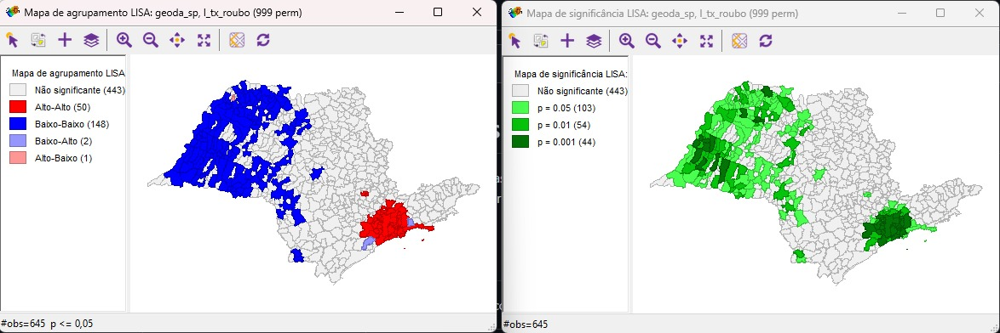 Mapa de agrupamento LISA: geoda_sp, I_tx_roubo (999 perm)
Mapa de agrupamento LISA
Não significante (443)
Alto-Alto (50)
Baixo-Baixo (148)
Baixo-Alto (2)
Alto-Baixo (1)
#obs=645 p <= 0,05
Mapa de significância LISA: geoda_sp, I_tx_roubo (999 perm)
Mapa de significância LISA:
Não significante (443)
p = 0.05 (103)
p = 0.01 (54)
p = 0.001 (44)
#obs=645